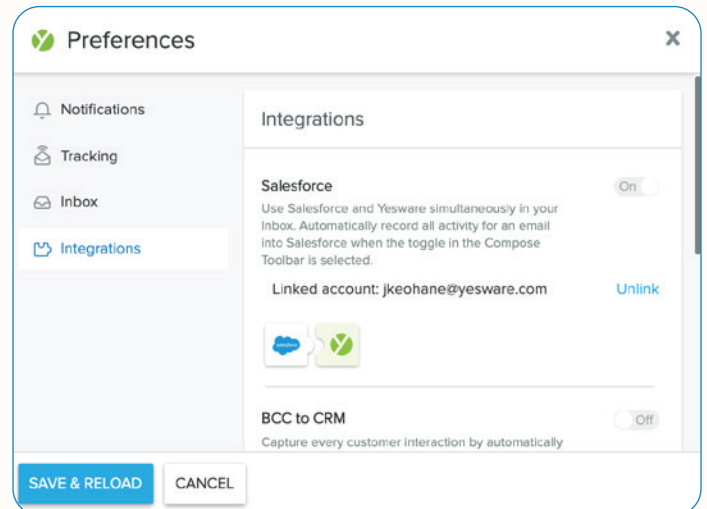 Preferences
Notifications
Tracking
Inbox
Integrations
Integrations
Salesforce
On
Use Salesforce and Yesware simultaneously in your
Inbox. Automatically record all activity for an email
into Salesforce when the toggle in the Compose
Toolbar is selected.
Linked account: jkeohane@yesware.com
Unlink
salesforce
BCC to CRM
Off
Capture every customer interaction by automatically
SAVE & RELOAD
CANCEL